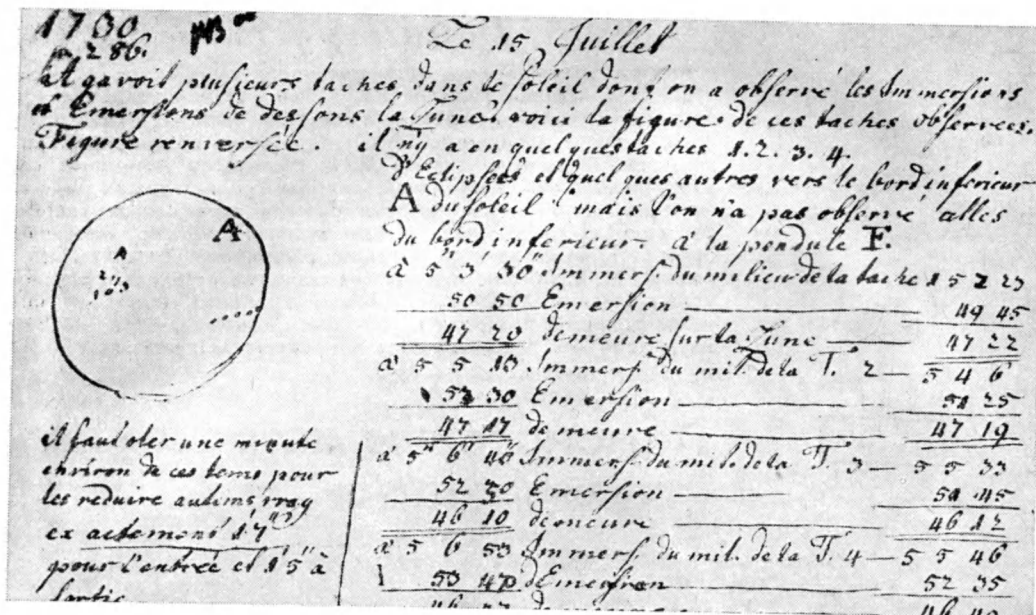 1730
286.
Le 15 Juillet
il y avoit plusieurs taches dans le soleil dont on a observé les Immersions
et Emersions de dessous la Lune. voici la figure de ces taches observées.
Figure renversée. il n'y a eu quelques taches 1. 2. 3. 4.
d'Eclipsées et quelques autres vers le bord inferieur
A du soleil mais l'on n'a pas observé celles
du bord inferieur. à la pendule F.
A
A
à 5 3 30 Immers. du milieu de la tache 1 5 2 23
50 50 Emersion 49 45
47 20 demeure sur la Lune 47 22
à 5 5 13 Immers. du mil. de la T. 2 5 4 6
52 30 Emersion 51 25
47 17 demeure 47 19
à 5 6 40 Immers. du mil. de la T. 3 5 5 33
52 50 Emersion 51 45
46 10 demeure 46 12
à 5 6 53 Immers. du mil. de la T. 4 5 5 46
53 40 Emersion 52 35
il faut oter une minute
environ de ces tems pour
les reduire au tems vray
exactement 1' 7"
pour l'entrée et 1' 5" à